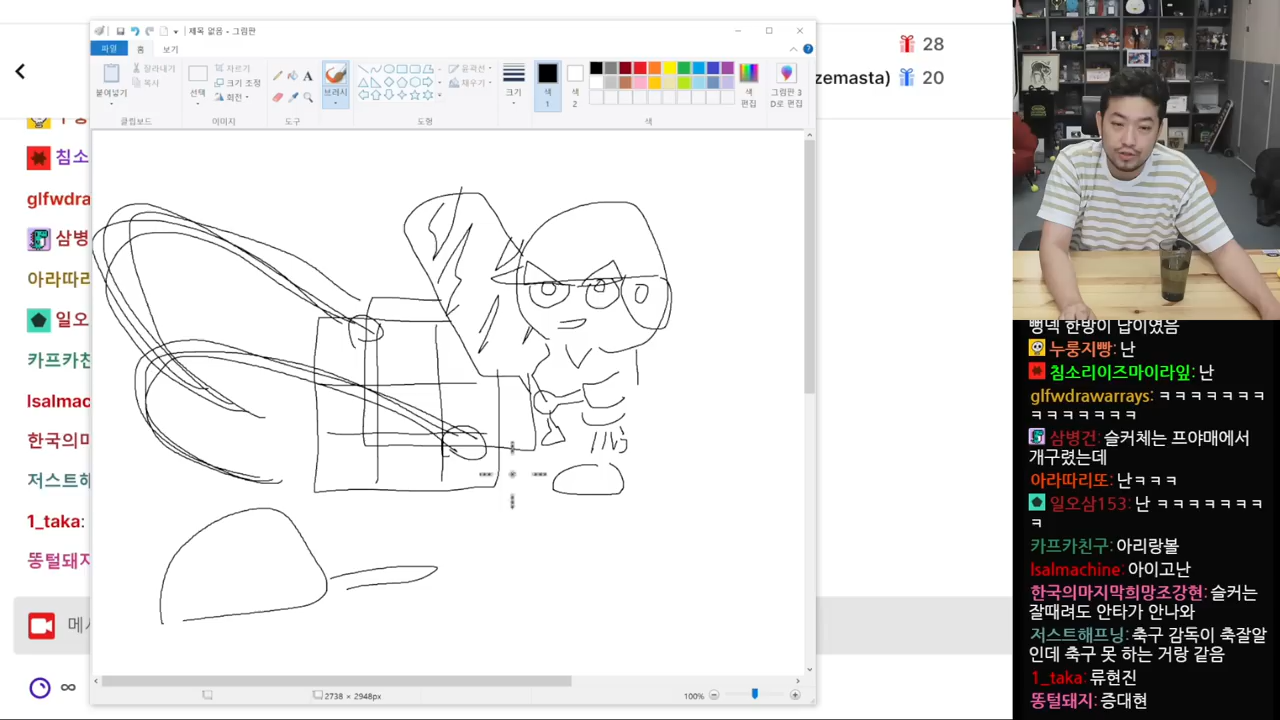 제목 없음 - 그림판
파일
홈
보기
붙여넣기
잘라내기
복사
클립보드
선택
자르기
크기 조정
회전
이미지
A
도구
브러시
윤곽선
채우기
도형
크기
색
1
색
2
색
편집
그림판 3
D로 편집
색
28
zemasta)
20
침소
glfwdra
삼병
아라따
일오
카프카친
lsalmac
한국의마
저스트해
1_taka:
똥털돼지
메시
2738 × 2948px
100%
뻥넥 한방이 답이였음
누룽지빵: 난
침소리이즈마이라잎: 난
glfwdrawarrays: ㅋㅋㅋㅋㅋㅋㅋ
ㅋㅋㅋㅋㅋㅋㅋ
삼병건: 슬커체는 프야매에서
개구렸는데
아라따리또: 난ㅋㅋㅋ
일오삼153: 난 ㅋㅋㅋㅋㅋㅋㅋ
ㅋ
카프카친구: 아리랑볼
lsalmachine: 아이고난
한국의마지막희망조강현: 슬커는
잘때려도 안타가 안나와
저스트해프닝: 축구 감독이 축잘알
인데 축구 못 하는 거랑 같음
1_taka: 류현진
똥털돼지: 증대현